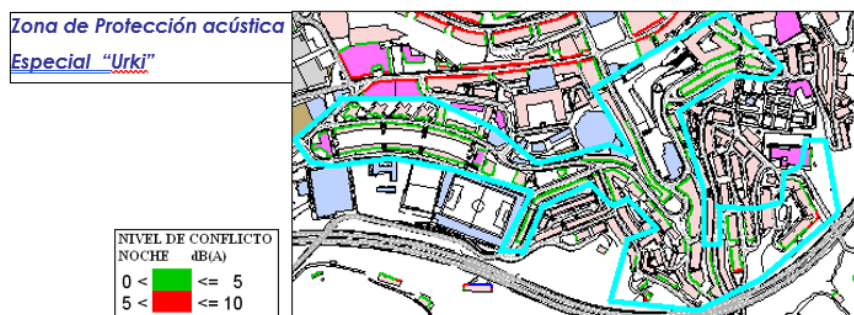 Zona de Protección acústica
Especial “Urki”
NIVEL DE CONFLICTO
NOCHE dB(A)
0 < <= 5
5 < <= 10